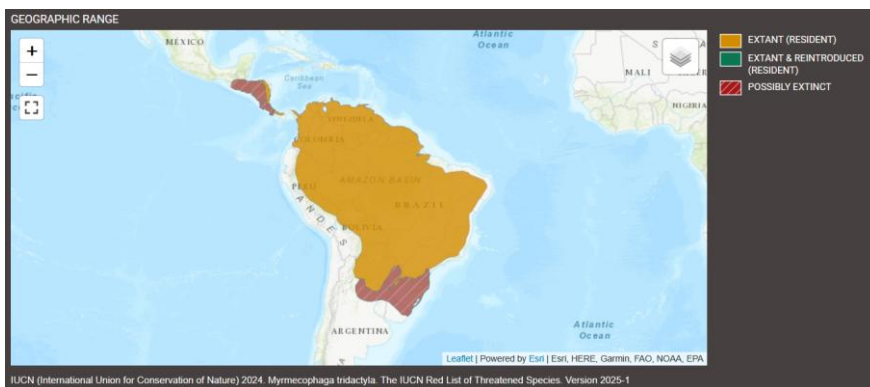 GEOGRAPHIC RANGE
EXTANT (RESIDENT)
EXTANT & REINTRODUCED
(RESIDENT)
POSSIBLY EXTINCT
+
−
MÉXICO
Atlantic
Ocean
Caribbean
Sea
MALI
NIGERIA
VENEZUELA
COLOMBIA
AMAZON BASIN
PERU
BRAZIL
BOLIVIA
ANDES
ARGENTINA
Atlantic
Ocean
Leaflet | Powered by Esri | Esri, HERE, Garmin, FAO, NOAA, EPA
IUCN (International Union for Conservation of Nature) 2024. Myrmecophaga tridactyla. The IUCN Red List of Threatened Species. Version 2025-1